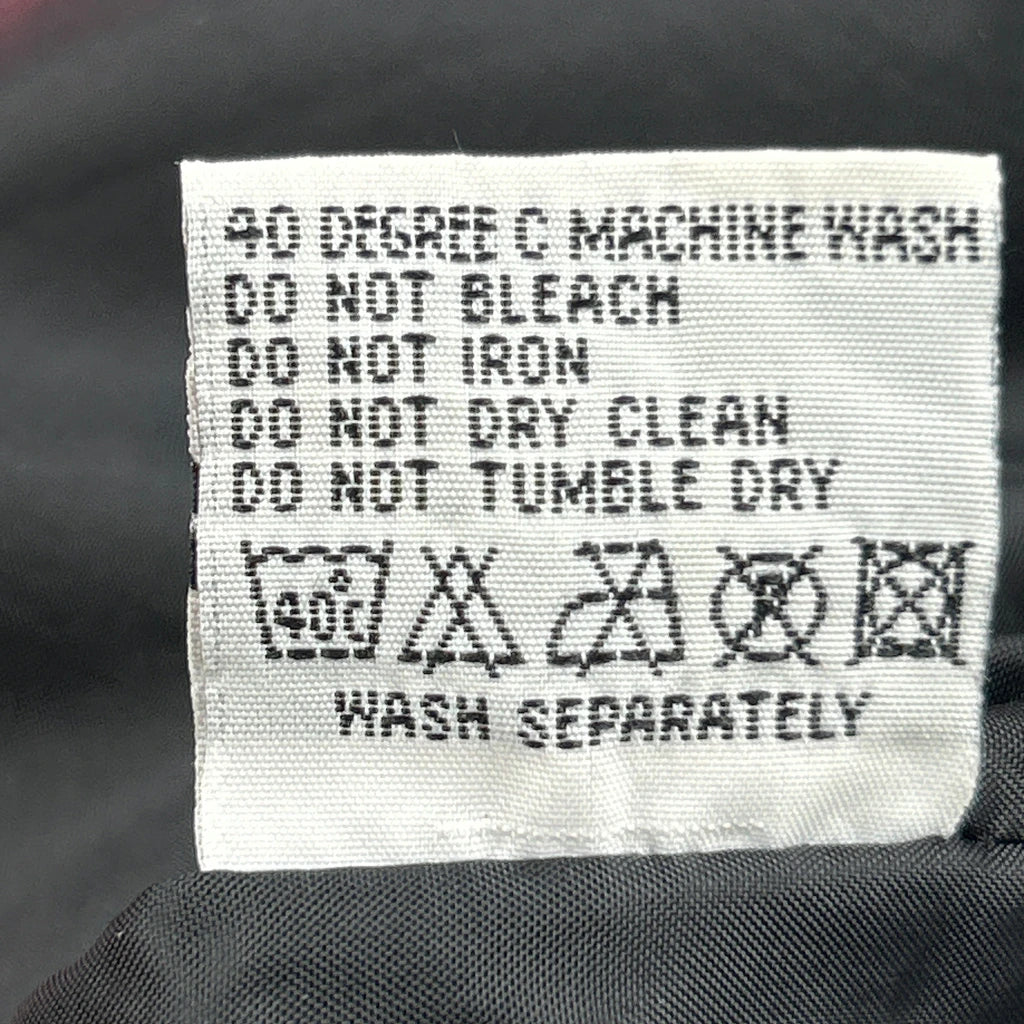 40 DEGREE C MACHINE WASH
DO NOT BLEACH
DO NOT IRON
DO NOT DRY CLEAN
DO NOT TUMBLE DRY
40°C
WASH SEPARATELY